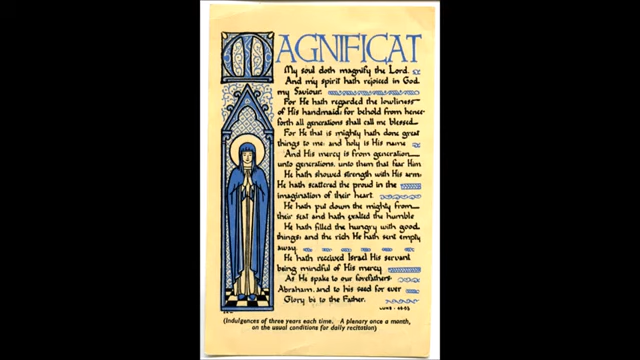 MAGNIFICAT
My soul doth magnify the Lord.
And my spirit hath rejoiced in God
my Saviour.
For He hath regarded the lowliness
of His handmaid: for behold from hence
forth all generations shall call me blessed
For He that is mighty hath done great
things to me: and holy is His name
And His mercy is from generation
unto generations, unto them that fear Him
He hath showed strength with His arm:
He hath scattered the proud in the
imagination of their heart.
He hath put down the mighty from
their seat and hath exalted the humble
He hath filled the hungry with good
things: and the rich He hath sent empty
away.
He hath received Israel His servant
being mindful of His mercy
As He spake to our forefathers
Abraham, and to his seed for ever
Glory be to the Father.
LUKE - 46-55
(Indulgences of three years each time. A plenary once a month,
on the usual conditions for daily recitation)